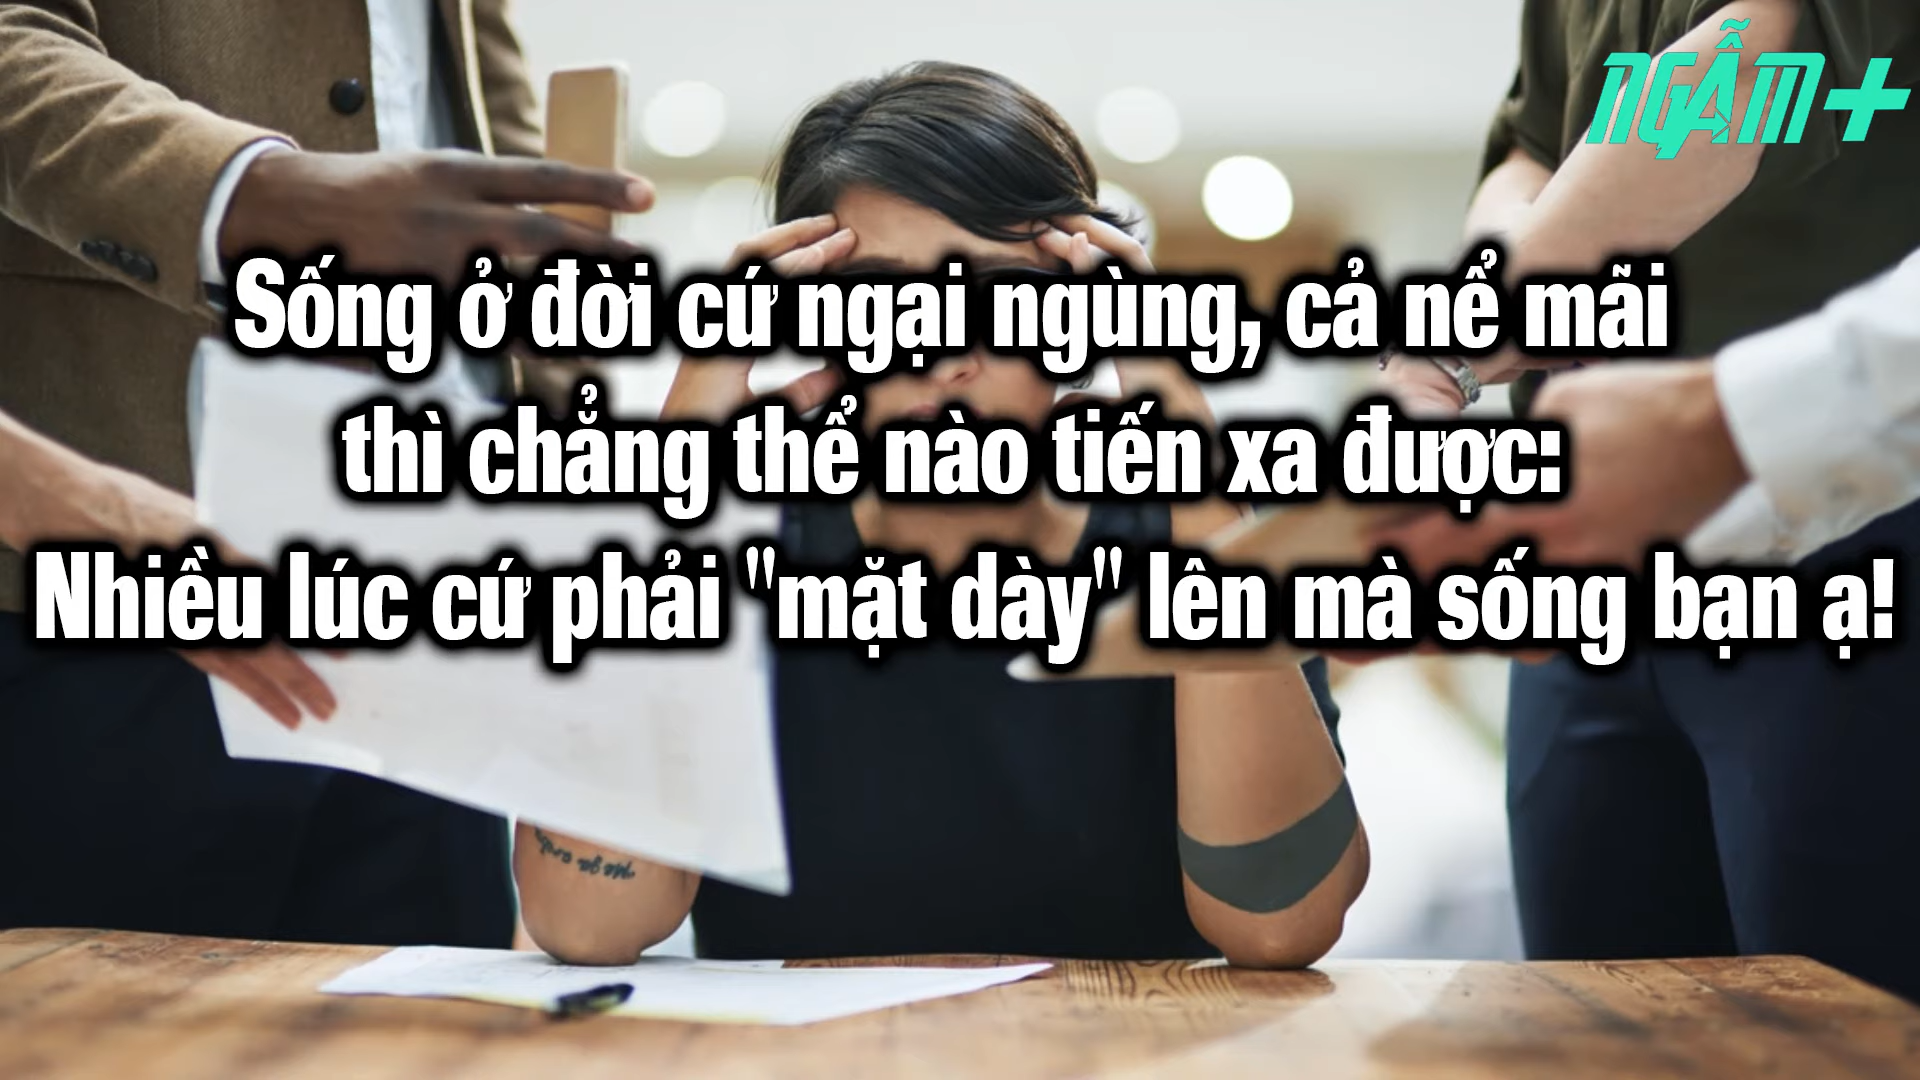 NGẪM+
Sống ở đời cứ ngại ngùng, cả nể mãi
thì chẳng thể nào tiến xa được:
Nhiều lúc cứ phải "mặt dày" lên mà sống bạn ạ!